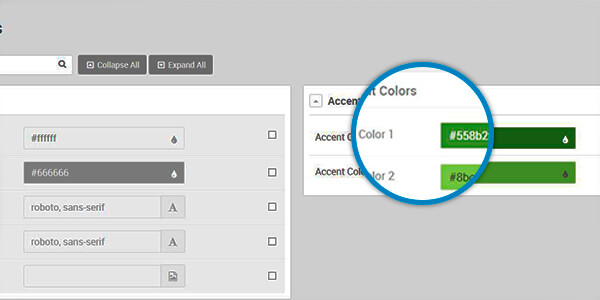 s
Collapse All
Expand All
#ffffff
#666666
roboto, sans-serif
A
roboto, sans-serif
A
Accent Colors
Accent Color 1
#558b2
Accent Color 2
#8bc